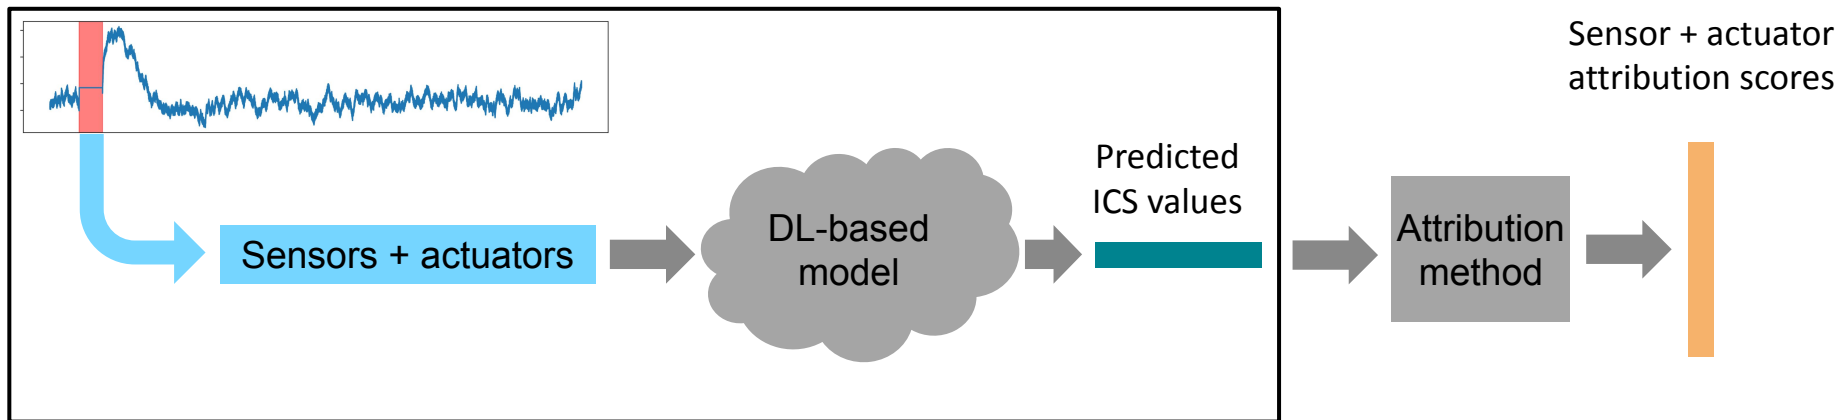 Sensors + actuators
DL-based
model
Predicted
ICS values
Attribution
method
Sensor + actuator
attribution scores